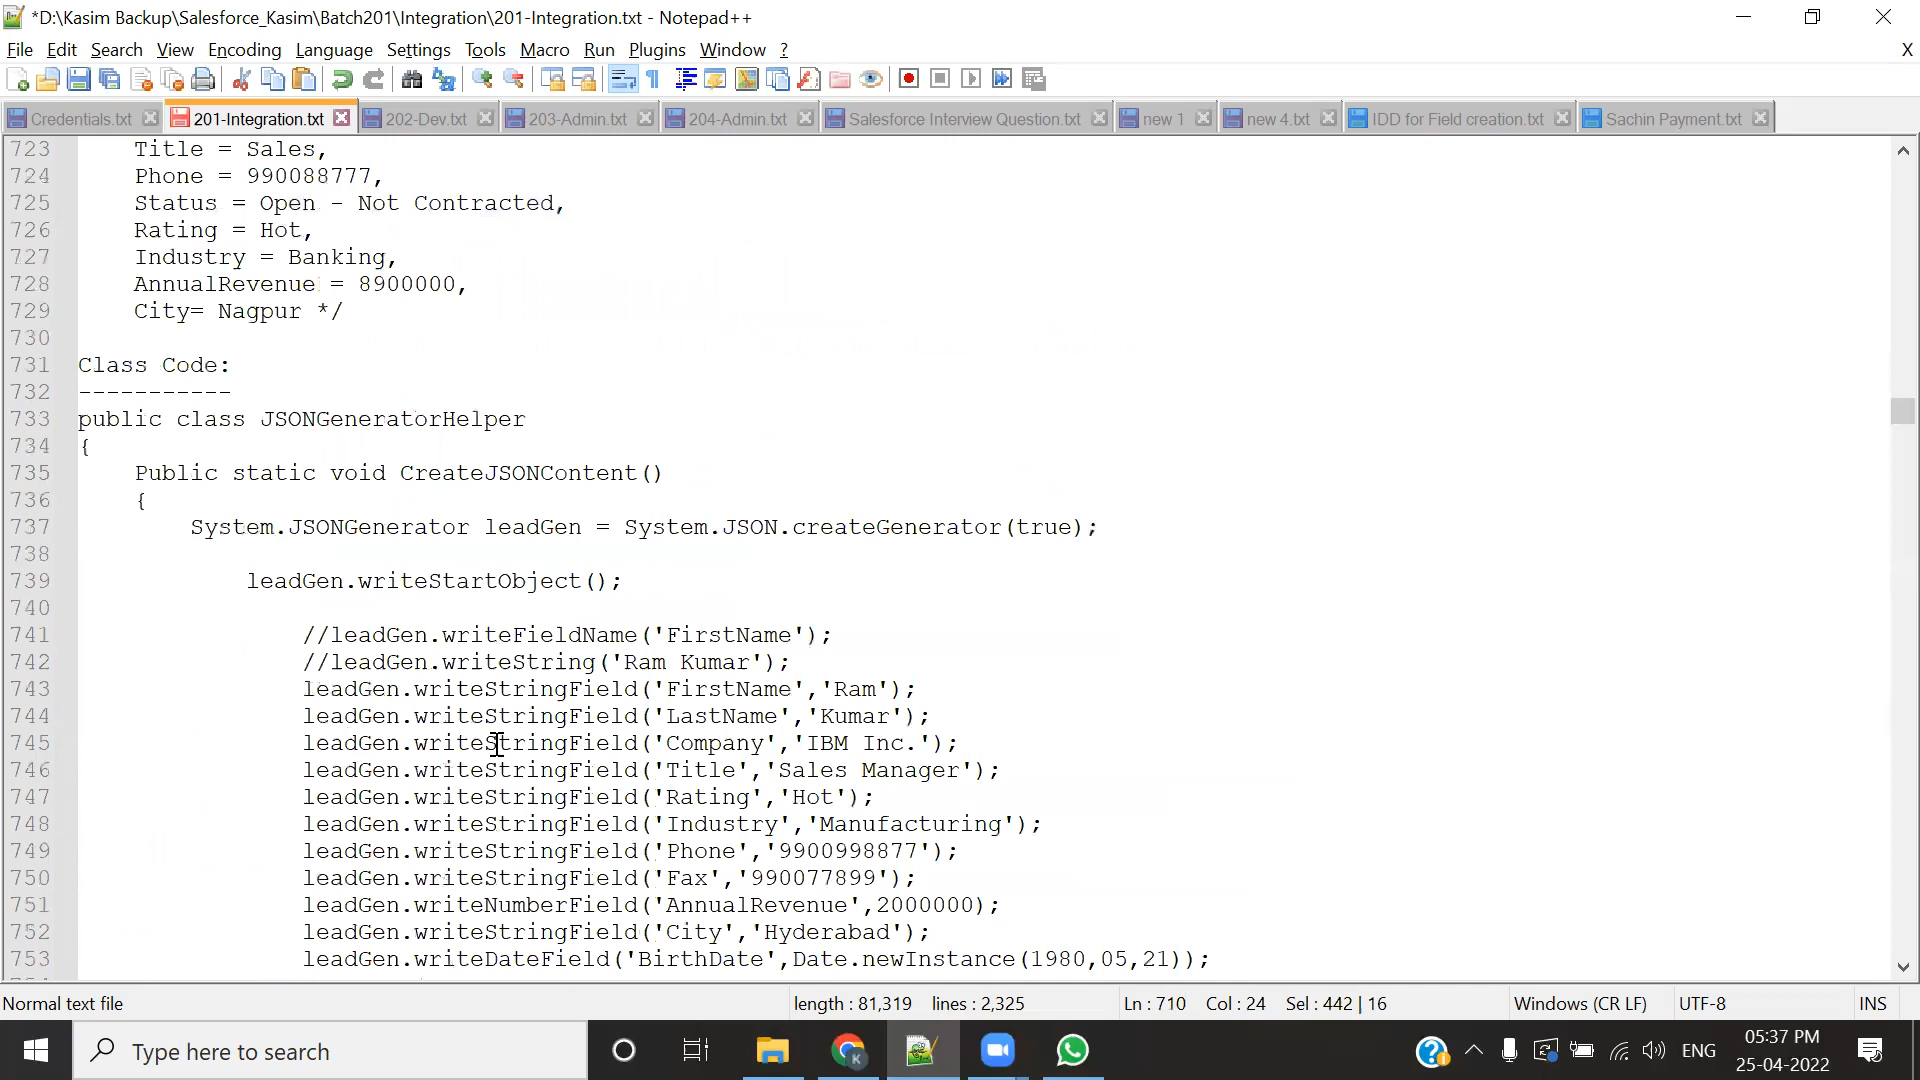 *D:\Kasim Backup\Salesforce_Kasim\Batch201\Integration\201-Integration.txt - Notepad++
File Edit Search View Encoding Language Settings Tools Macro Run Plugins Window ? X
Credentials.txt 201-Integration.txt 202-Dev.txt 203-Admin.txt 204-Admin.txt Salesforce Interview Question.txt new 1 new 4.txt IDD for Field creation.txt Sachin Payment.txt
723 Title = Sales,
724 Phone = 990088777,
725 Status = Open - Not Contracted,
726 Rating = Hot,
727 Industry = Banking,
728 AnnualRevenue = 8900000,
729 City= Nagpur */
730
731 Class Code:
732 -----------
733 public class JSONGeneratorHelper
734 {
735 Public static void CreateJSONContent()
736 {
737 System.JSONGenerator leadGen = System.JSON.createGenerator(true);
738
739 leadGen.writeStartObject();
740
741 //leadGen.writeFieldName('FirstName');
742 //leadGen.writeString('Ram Kumar');
743 leadGen.writeStringField('FirstName','Ram');
744 leadGen.writeStringField('LastName','Kumar');
745 leadGen.writeStringField('Company','IBM Inc.');
746 leadGen.writeStringField('Title','Sales Manager');
747 leadGen.writeStringField('Rating','Hot');
748 leadGen.writeStringField('Industry','Manufacturing');
749 leadGen.writeStringField('Phone','9900998877');
750 leadGen.writeStringField('Fax','990077899');
751 leadGen.writeNumberField('AnnualRevenue',2000000);
752 leadGen.writeStringField('City','Hyderabad');
753 leadGen.writeDateField('BirthDate',Date.newInstance(1980,05,21));
Normal text file length : 81,319 lines : 2,325 Ln : 710 Col : 24 Sel : 442 | 16 Windows (CR LF) UTF-8 INS
Type here to search ENG 05:37 PM
25-04-2022